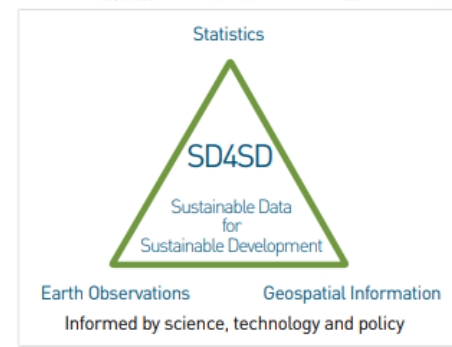 Statistics
SD4SD
Sustainable Data
for
Sustainable Development
Earth Observations Geospatial Information
Informed by science, technology and policy